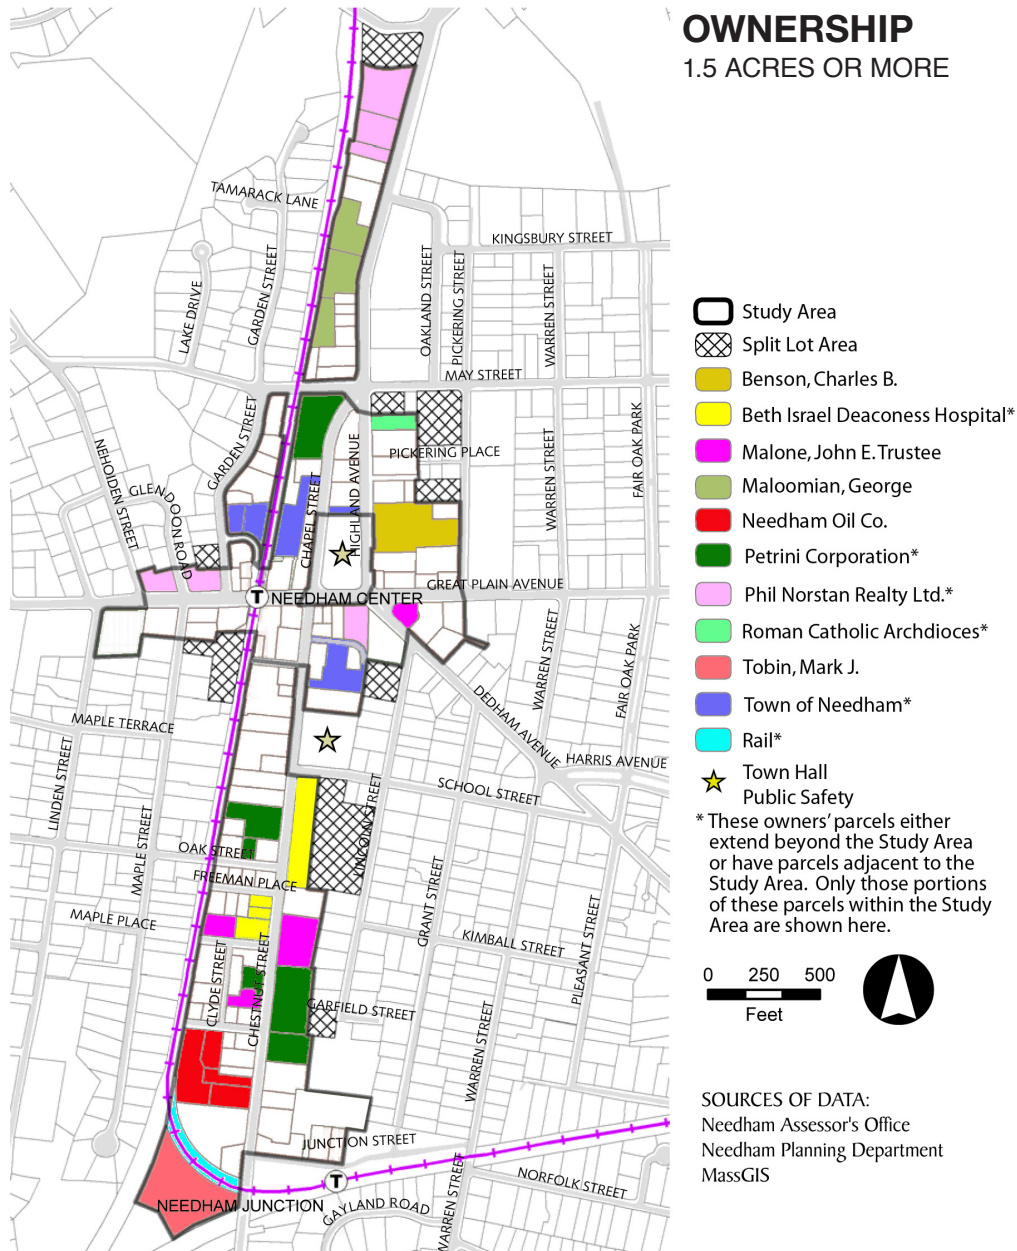 OWNERSHIP
1.5 ACRES OR MORE
TAMARACK LANE
KINGSBURY STREET
LAKE DRIVE
GARDEN STREET
OAKLAND STREET
PICKERING STREET
WARREN STREET
MAY STREET
NEHOIDEN STREET
GARDEN STREET
GLENDOON ROAD
CHAPEL STREET
HIGHLAND AVENUE
PICKERING PLACE
WARREN STREET
FAIR OAK PARK
GREAT PLAIN AVENUE
T NEEDHAM CENTER
WARREN STREET
FAIR OAK PARK
DEDHAM AVENUE
HARRIS AVENUE
MAPLE TERRACE
LINDEN STREET
MAPLE STREET
SCHOOL STREET
LINCOLN STREET
OAK STREET
FREEMAN PLACE
MAPLE PLACE
GRANT STREET
KIMBALL STREET
PLEASANT STREET
CLYDE STREET
CHESTNUT STREET
GARFIELD STREET
WARREN STREET
JUNCTION STREET
T
NEEDHAM JUNCTION
GAYLAND ROAD
WARREN STREET
NORFOLK STREET
Study Area
Split Lot Area
Benson, Charles B.
Beth Israel Deaconess Hospital*
Malone, John E. Trustee
Maloomian, George
Needham Oil Co.
Petrini Corporation*
Phil Norstan Realty Ltd.*
Roman Catholic Archdioces*
Tobin, Mark J.
Town of Needham*
Rail*
Town Hall
Public Safety
* These owners' parcels either
extend beyond the Study Area
or have parcels adjacent to the
Study Area. Only those portions
of these parcels within the Study
Area are shown here.
0 250 500
Feet
SOURCES OF DATA:
Needham Assessor's Office
Needham Planning Department
MassGIS